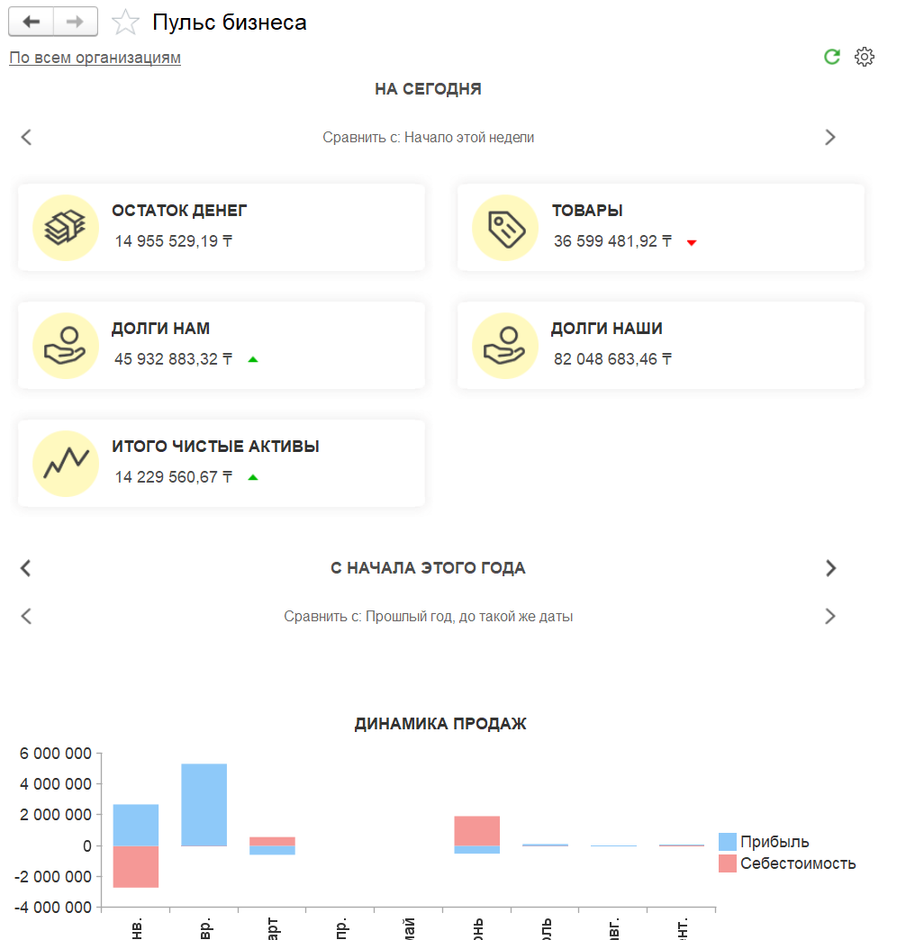 Пульс бизнеса
По всем организациям
НА СЕГОДНЯ
Сравнить с: Начало этой недели
ОСТАТОК ДЕНЕГ
14 955 529,19 ₸
ТОВАРЫ
36 599 481,92 ₸
ДОЛГИ НАМ
45 932 883,32 ₸
ДОЛГИ НАШИ
82 048 683,46 ₸
ИТОГО ЧИСТЫЕ АКТИВЫ
14 229 560,67 ₸
С НАЧАЛА ЭТОГО ГОДА
Сравнить с: Прошлый год, до такой же даты
ДИНАМИКА ПРОДАЖ
6 000 000
4 000 000
2 000 000
0
-2 000 000
-4 000 000
Прибыль
Себестоимость
нв.
вр.
арт
пр.
май
нь
ль
авг.
ент.